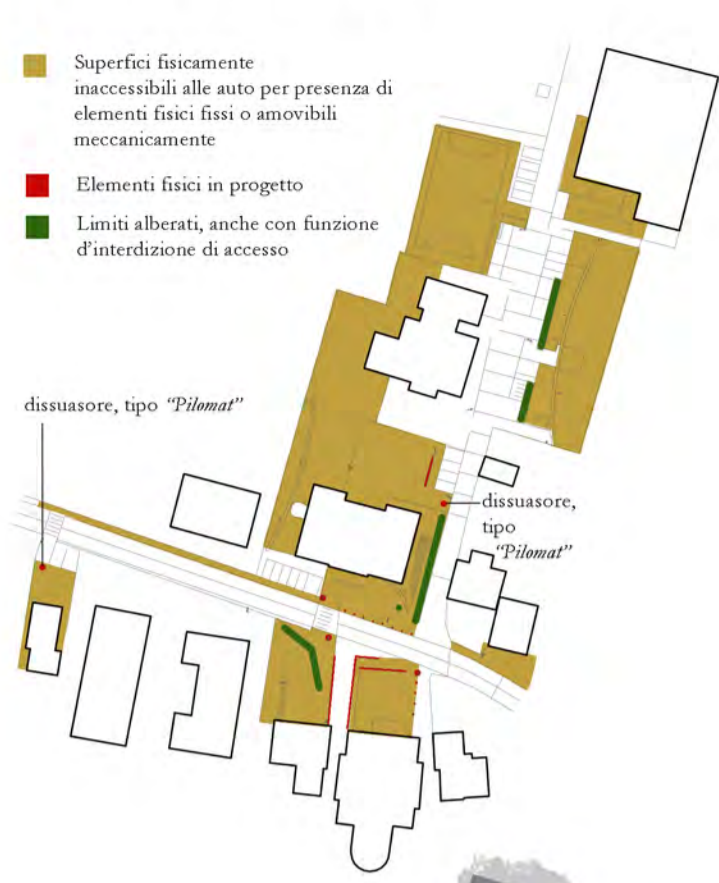 Superfici fisicamente
inaccessibili alle auto per presenza di
elementi fisici fissi o amovibili
meccanicamente
Elementi fisici in progetto
Limiti alberati, anche con funzione
d'interdizione di accesso
dissuasore, tipo "Pilomat"
dissuasore,
tipo
"Pilomat"